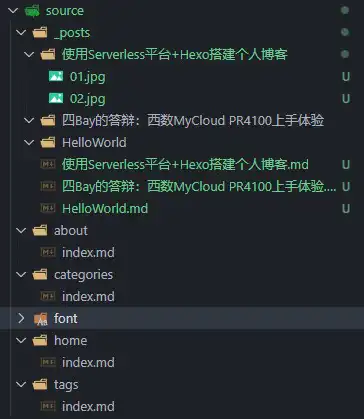 source
_posts
使用Serverless平台+Hexo搭建个人博客
01.jpg U
02.jpg U
四Bay的答辩：西数MyCloud PR4100上手体验
HelloWorld
使用Serverless平台+Hexo搭建个人博客.md U
四Bay的答辩：西数MyCloud PR4100上手体验.... U
HelloWorld.md U
about
index.md
categories
index.md
font
home
index.md
tags
index.md